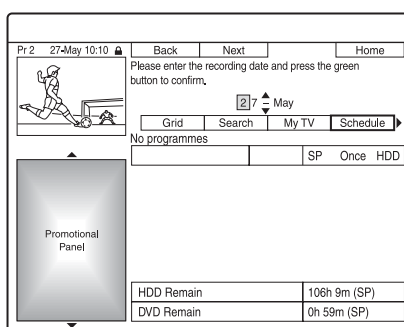 Pr 2 27-May 10:10
Back Next Home
Please enter the recording date and press the green
button to confirm.
27 May
Grid Search My TV Schedule
No programmes
SP Once HDD
Promotional
Panel
HDD Remain 106h 9m (SP)
DVD Remain 0h 59m (SP)